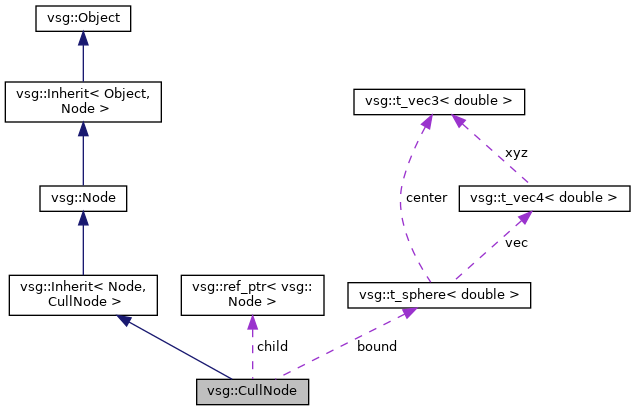 vsg::Object
vsg::Inherit< Object,
Node >
vsg::t_vec3< double >
xyz
vsg::Node
center
vsg::t_vec4< double >
vec
vsg::Inherit< Node,
CullNode >
vsg::ref_ptr< vsg::
Node >
vsg::t_sphere< double >
child
bound
vsg::CullNode